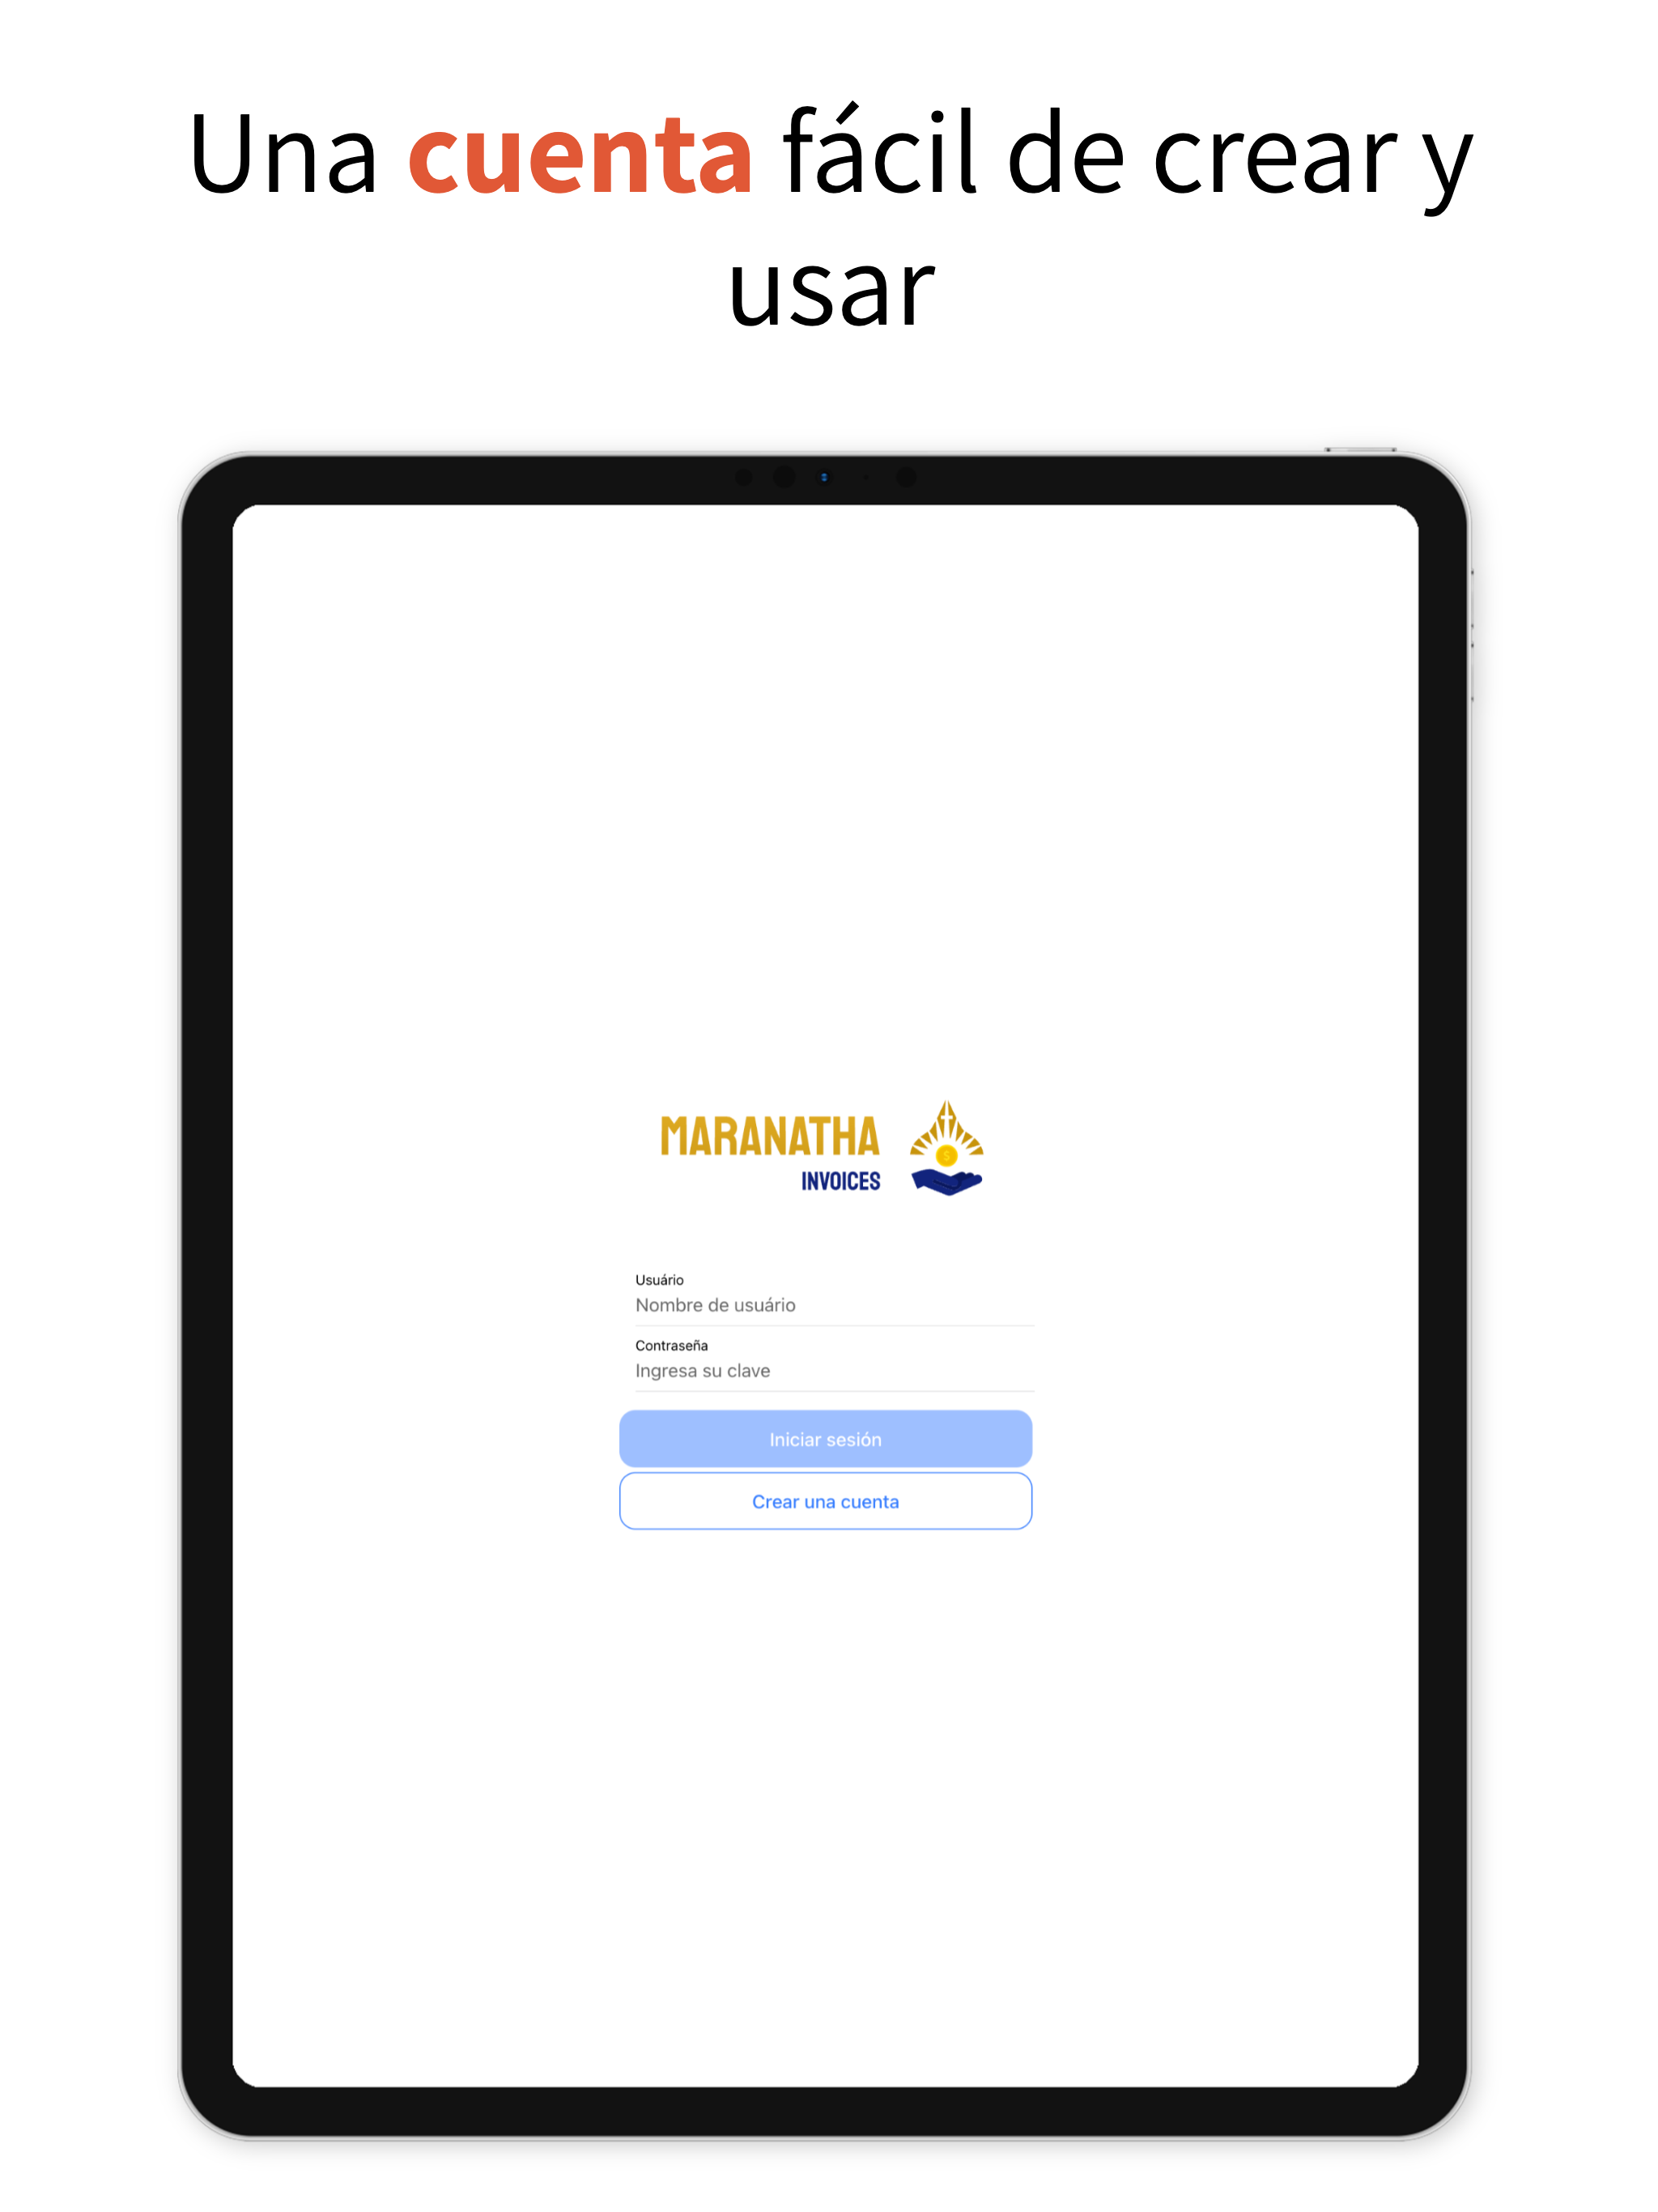 Una cuenta fácil de crear y
usar
MARANATHA
INVOICES
$
Usuário
Nombre de usuário
Contraseña
Ingresa su clave
Iniciar sesión
Crear una cuenta